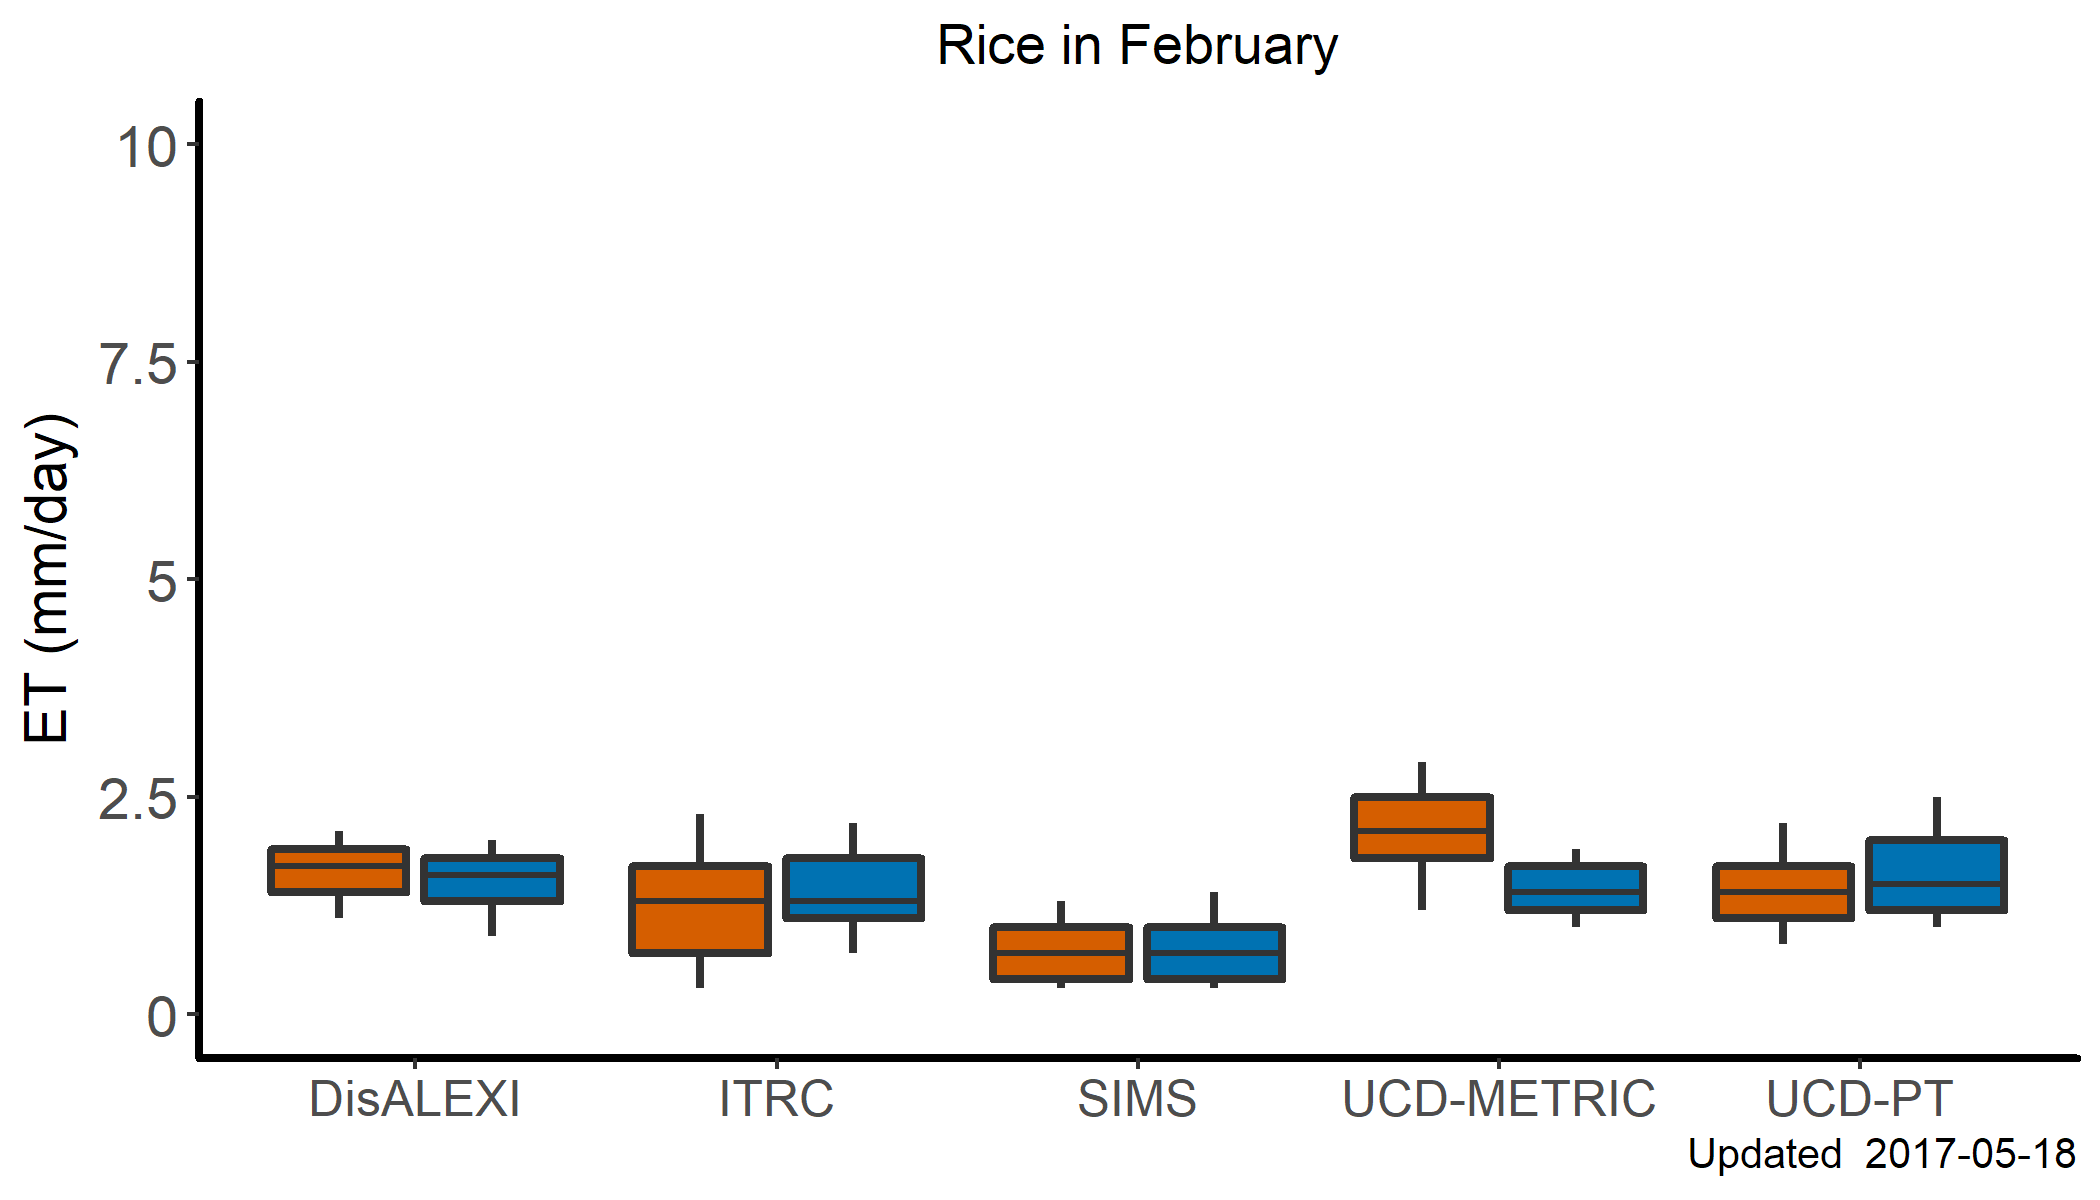 Rice in February
10
7.5
5
2.5
0
ET (mm/day)
DisALEXI ITRC SIMS UCD-METRIC UCD-PT
Updated  2017-05-18